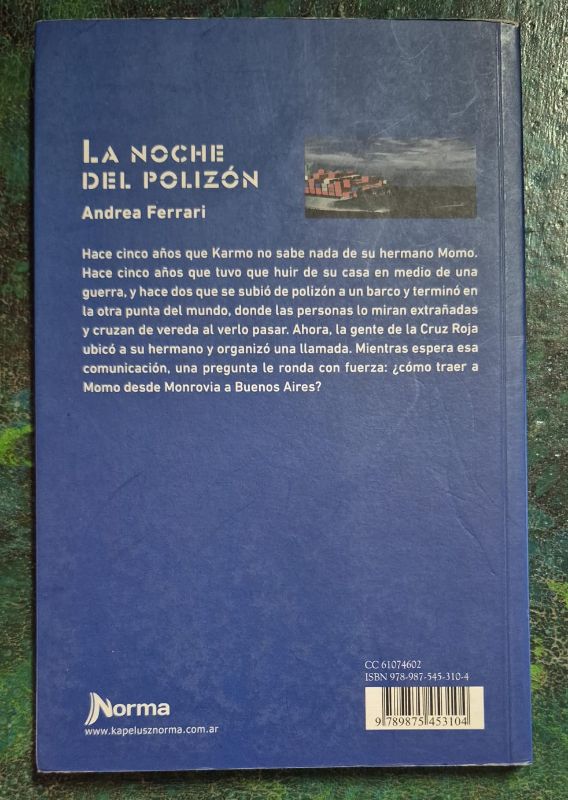 LA NOCHE
DEL POLIZÓN
Andrea Ferrari
Hace cinco años que Karmo no sabe nada de su hermano Momo.
Hace cinco años que tuvo que huir de su casa en medio de una
guerra, y hace dos que se subió de polizón a un barco y terminó en
la otra punta del mundo, donde las personas lo miran extrañadas
y cruzan de vereda al verlo pasar. Ahora, la gente de la Cruz Roja
ubicó a su hermano y organizó una llamada. Mientras espera esa
comunicación, una pregunta le ronda con fuerza: ¿cómo traer a
Momo desde Monrovia a Buenos Aires?
CC 61074602
ISBN 978-987-545-310-4
9 789875 453104
Norma
www.kapelusznorma.com.ar